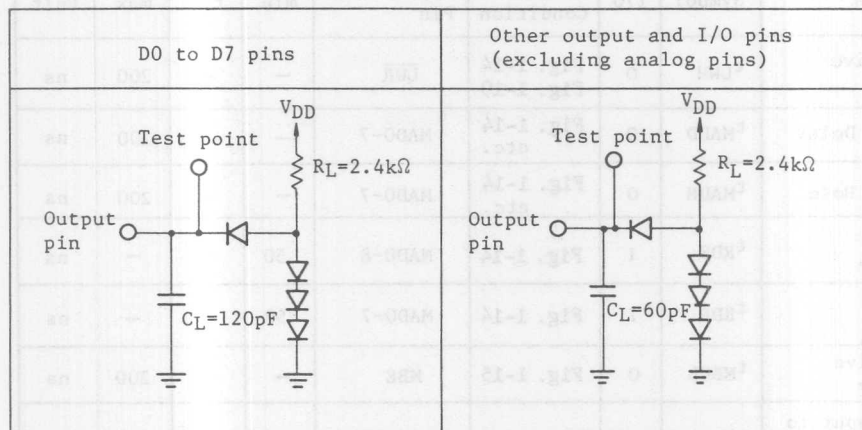 D0 to D7 pins
Other output and I/O pins
(excluding analog pins)
VDD
Test point
RL=2.4kΩ
Output
pin
CL=120pF
VDD
Test point
RL=2.4kΩ
Output
pin
CL=60pF